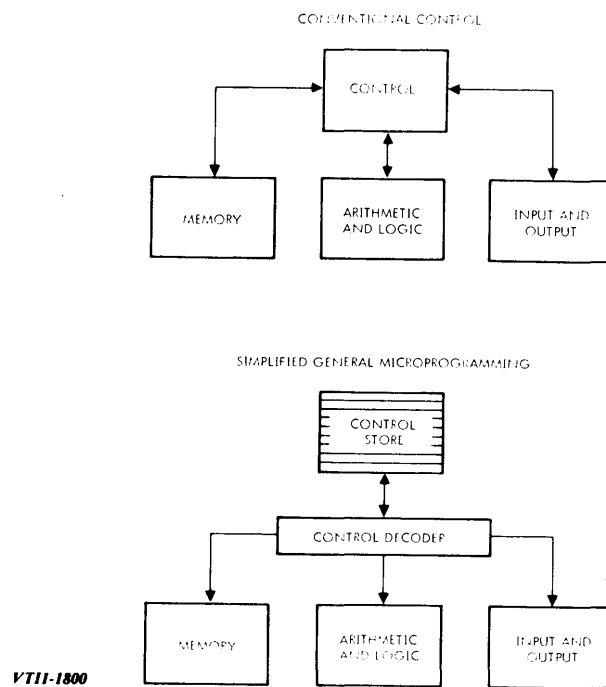 CONVENTIONAL CONTROL
CONTROL
MEMORY
ARITHMETIC
AND LOGIC
INPUT AND
OUTPUT
SIMPLIFIED GENERAL MICROPROGRAMMING
CONTROL
STORE
CONTROL DECODER
MEMORY
ARITHMETIC
AND LOGIC
INPUT AND
OUTPUT
VTI1-1800